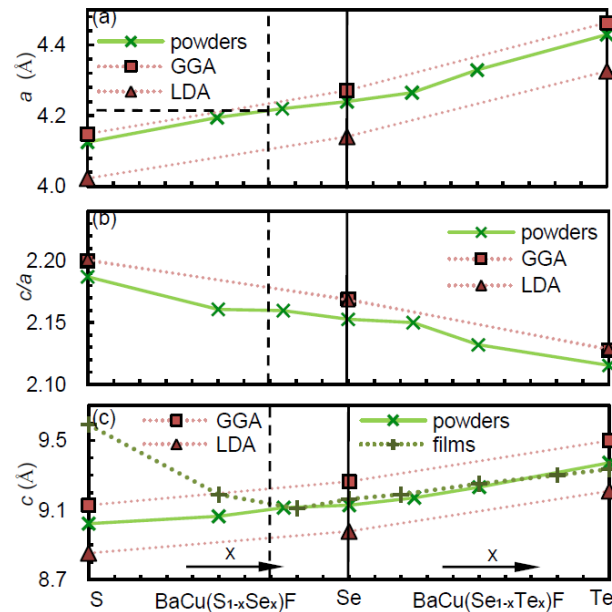 (a)
powders
GGA
LDA
a (Å)
4.4
4.2
4.0
(b)
powders
GGA
LDA
c/a
2.20
2.15
2.10
(c)
GGA
LDA
powders
films
c (Å)
9.5
9.1
8.7
x
x
S
BaCu(S1-xSex)F
Se
BaCu(Se1-xTex)F
Te